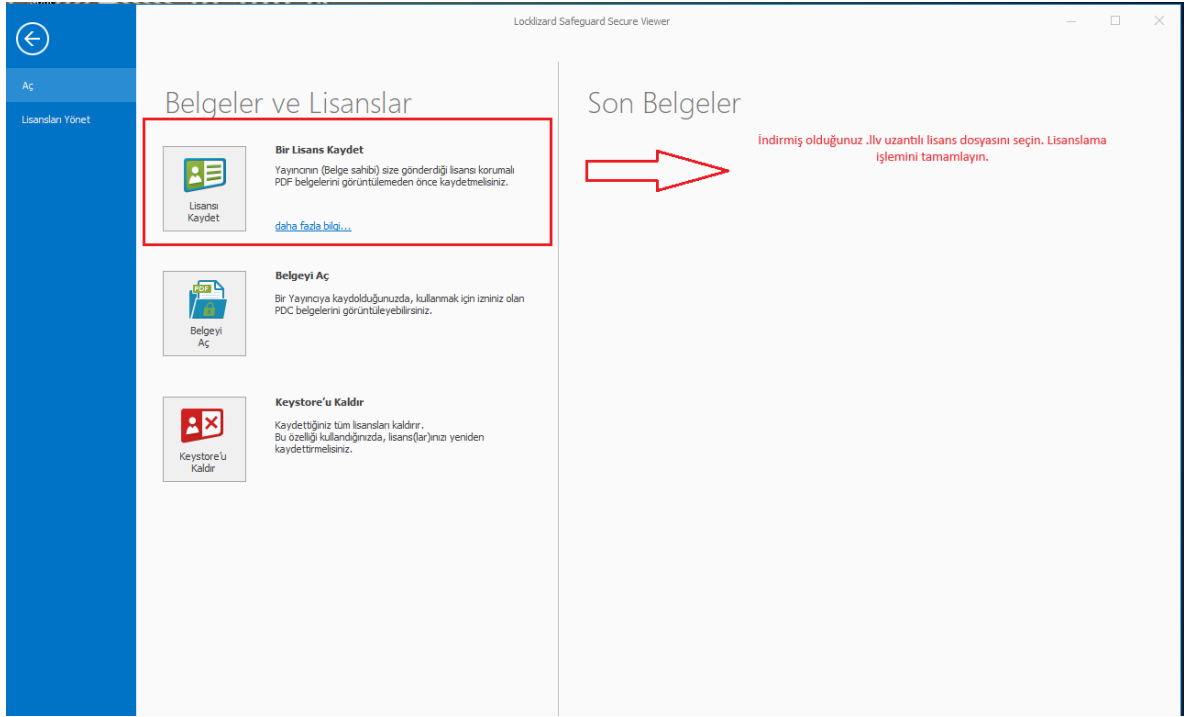 Locklizard Safeguard Secure Viewer
Aç
Lisansları Yönet
Belgeler ve Lisanslar
Bir Lisans Kaydet
Yayıncının (Belge sahibi) size gönderdiği lisansı korumalı
PDF belgelerini görüntülemeden önce kaydetmelisiniz.
Lisansı
Kaydet
daha fazla bilgi...
Belgeyi Aç
Bir Yayıncıya kaydolduğunuzda, kullanmak için izniniz olan
PDC belgelerini görüntüleyebilirsiniz.
PDF
Belgeyi
Aç
Keystore'u Kaldır
Kaydettiğiniz tüm lisansları kaldırır.
Bu özelliği kullandığınızda, lisans(lar)ınızı yeniden
kaydettirmelisiniz.
Keystore'u
Kaldır
Son Belgeler
İndirmiş olduğunuz .llv uzantılı lisans dosyasını seçin. Lisanslama
işlemini tamamlayın.